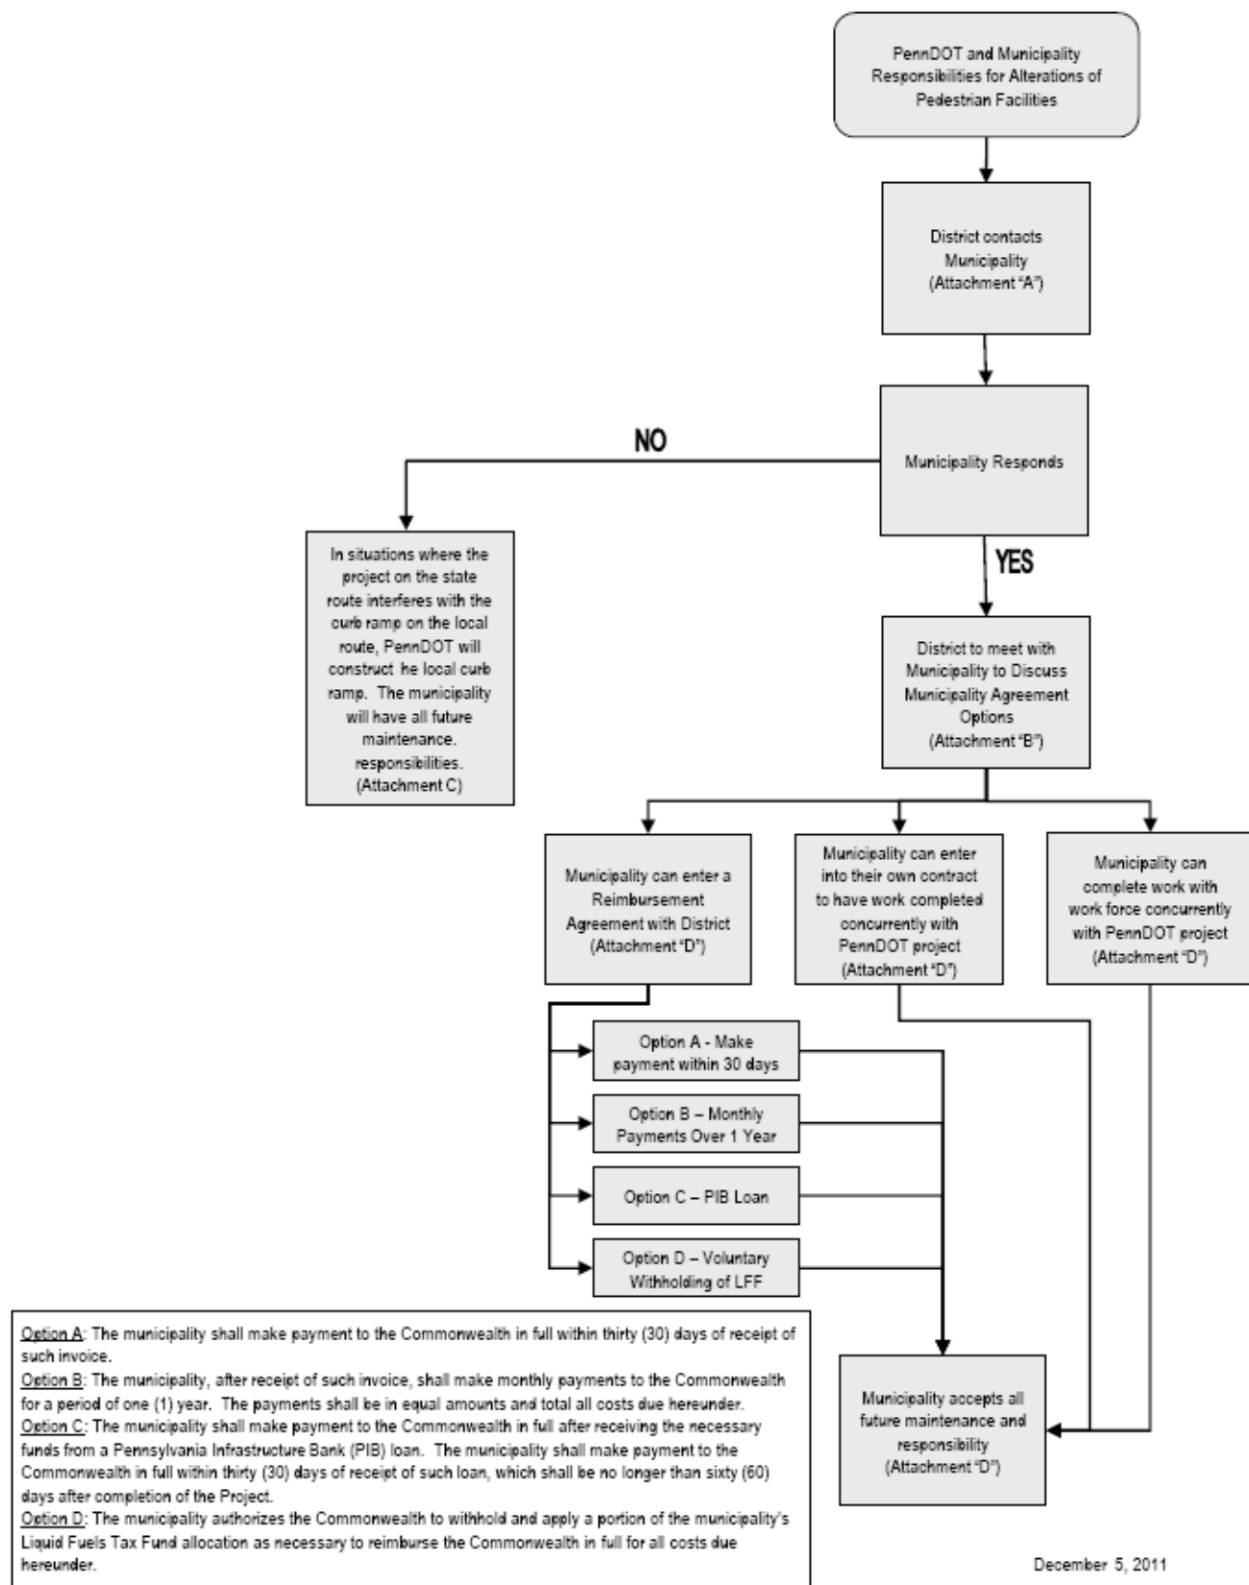 PennDOT and Municipality
Responsibilities for Alterations of
Pedestrian Facilities
District contacts
Municipality
(Attachment "A")
Municipality Responds
NO
YES
In situations where the
project on the state
route interferes with the
curb ramp on the local
route, PennDOT will
construct he local curb
ramp. The municipality
will have all future
maintenance.
responsibilities.
(Attachment C)
District to meet with
Municipality to Discuss
Municipality Agreement
Options
(Attachment "B")
Municipality can enter a
Reimbursement
Agreement with District
(Attachment "D")
Municipality can enter
into their own contract
to have work completed
concurrently with
PennDOT project
(Attachment "D")
Municipality can
complete work with
work force concurrently
with PennDOT project
(Attachment "D")
Option A - Make
payment within 30 days
Option B – Monthly
Payments Over 1 Year
Option C – PIB Loan
Option D – Voluntary
Withholding of LFF
Municipality accepts all
future maintenance and
responsibility
(Attachment "D")
Option A: The municipality shall make payment to the Commonwealth in full within thirty (30) days of receipt of
such invoice.
Option B: The municipality, after receipt of such invoice, shall make monthly payments to the Commonwealth
for a period of one (1) year. The payments shall be in equal amounts and total all costs due hereunder.
Option C: The municipality shall make payment to the Commonwealth in full after receiving the necessary
funds from a Pennsylvania Infrastructure Bank (PIB) loan. The municipality shall make payment to the
Commonwealth in full within thirty (30) days of receipt of such loan, which shall be no longer than sixty (60)
days after completion of the Project.
Option D: The municipality authorizes the Commonwealth to withhold and apply a portion of the municipality's
Liquid Fuels Tax Fund allocation as necessary to reimburse the Commonwealth in full for all costs due
hereunder.
December 5, 2011